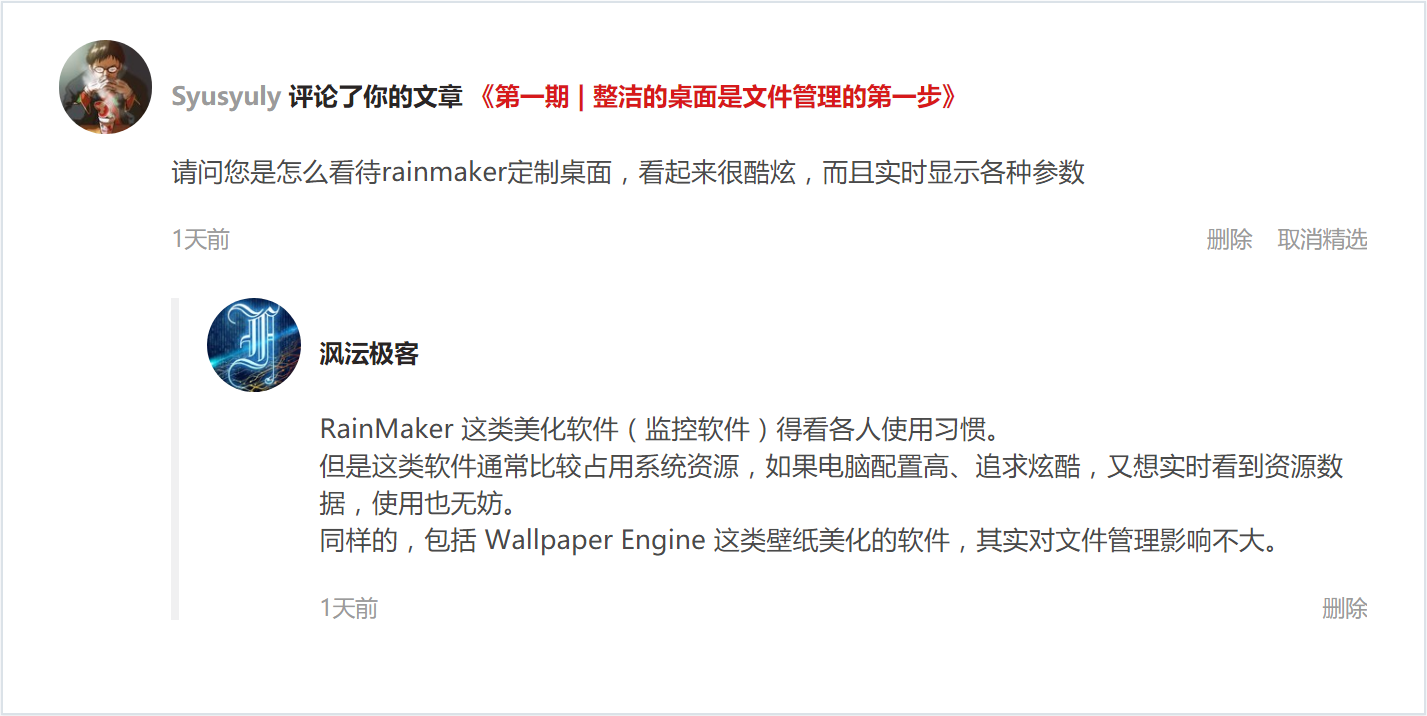 Syusyuly 评论了你的文章 《第一期 | 整洁的桌面是文件管理的第一步》
请问您是怎么看待rainmaker定制桌面，看起来很酷炫，而且实时显示各种参数
1天前 删除 取消精选
沨沄极客
RainMaker 这类美化软件（监控软件）得看各人使用习惯。
但是这类软件通常比较占用系统资源，如果电脑配置高、追求炫酷，又想实时看到资源数
据，使用也无妨。
同样的，包括 Wallpaper Engine 这类壁纸美化的软件，其实对文件管理影响不大。
1天前 删除